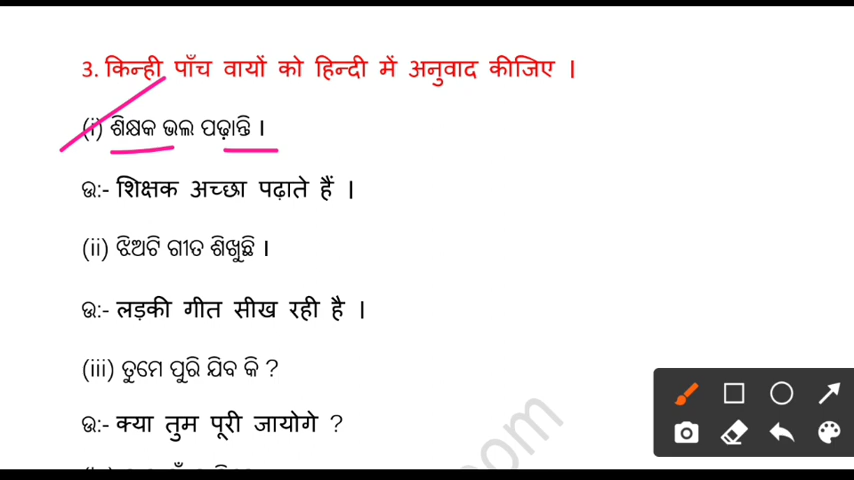 3. किन्ही पाँच वायों को हिन्दी में अनुवाद कीजिए ।
(i) ଶିକ୍ଷକ ଭଲ ପଢ଼ାନ୍ତି ।
ଉ:- शिक्षक अच्छा पढ़ाते हैं ।
(ii) ଝିଅଟି ଗୀତ ଶିଖୁଛି ।
ଉ:- लड़की गीत सीख रही है ।
(iii) ତୁମେ ପୁରି ଯିବ କି ?
ଉ:- क्या तुम पूरी जायोगे ?